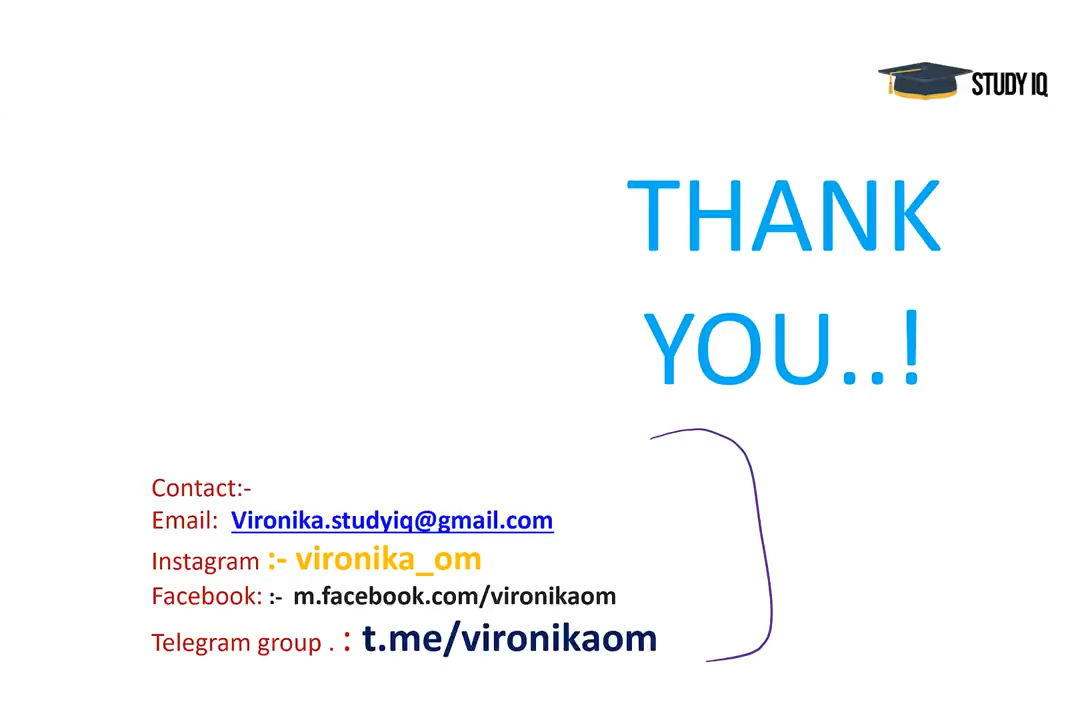 STUDY IQ
THANK
YOU..!
Contact:-
Email: Vironika.studyiq@gmail.com
Instagram :- vironika_om
Facebook: :- m.facebook.com/vironikaom
Telegram group . : t.me/vironikaom